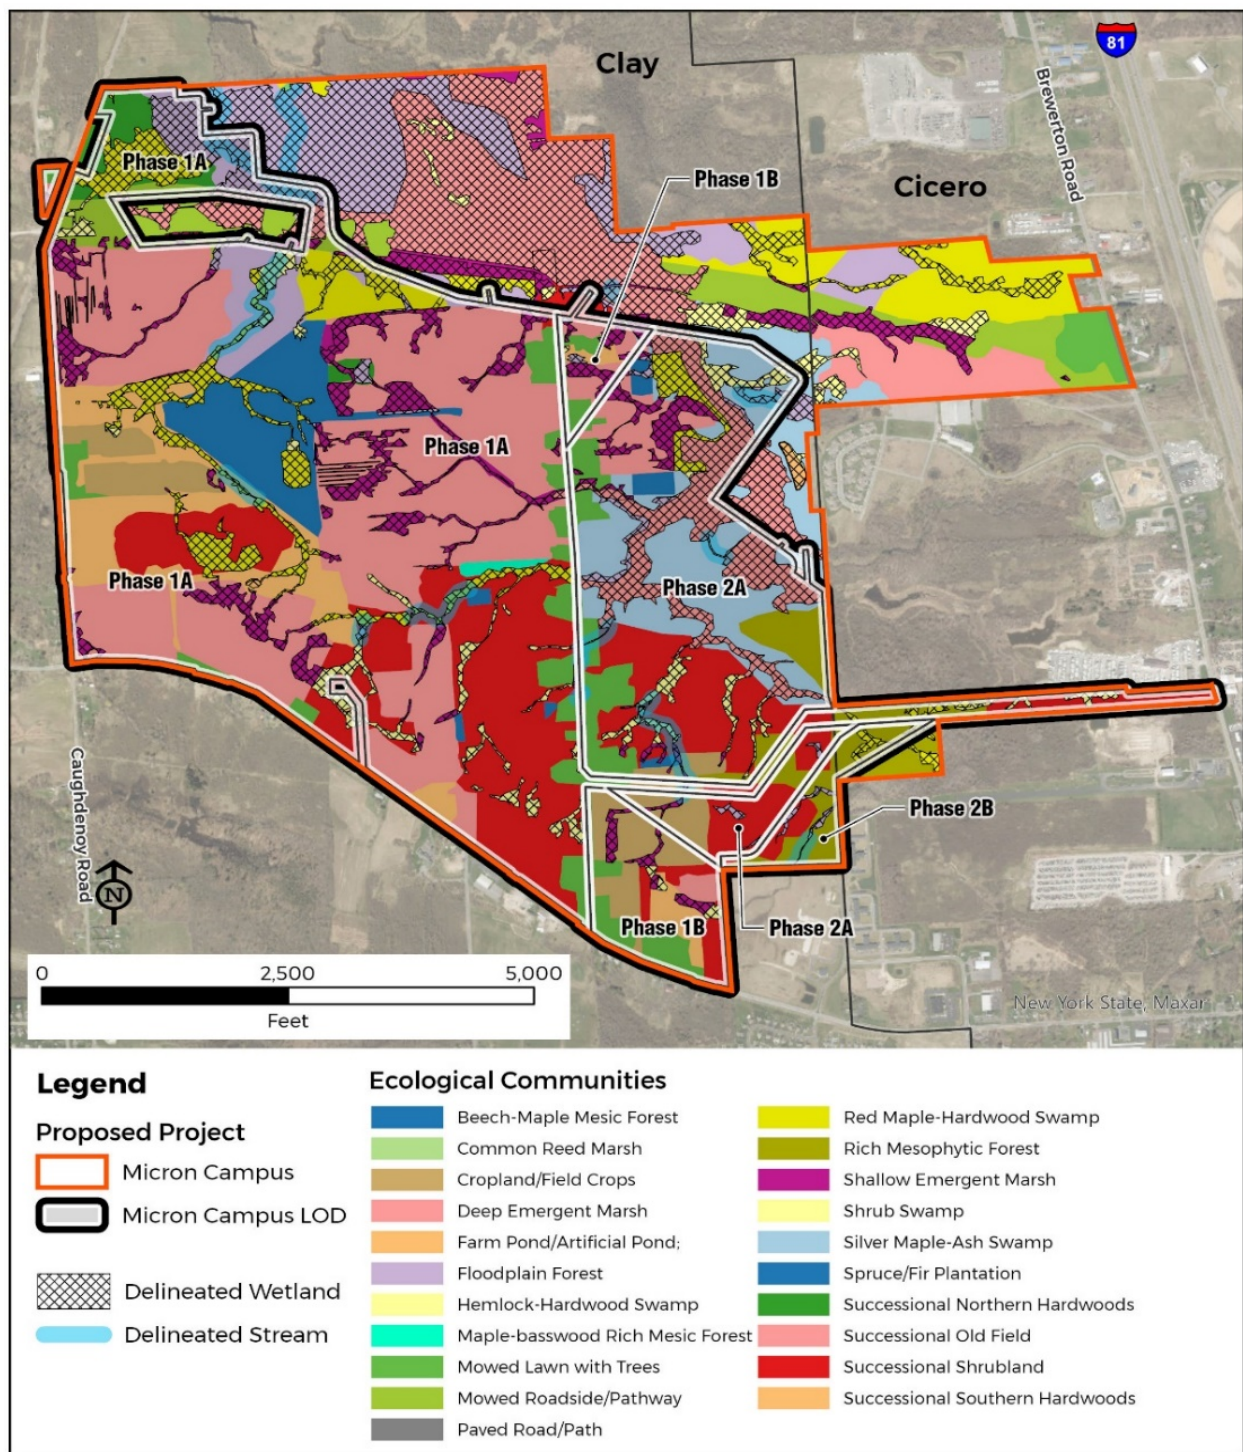 81
Clay
Brewerton Road
Phase 1A
Phase 1B
Cicero
Phase 1A
Phase 1A
Phase 2A
Caughdenoy Road
Phase 2B
N
Phase 1B
Phase 2A
0 2,500 5,000
Feet
New York State, Maxar
Legend
Proposed Project
Micron Campus
Micron Campus LOD
Delineated Wetland
Delineated Stream
Ecological Communities
Beech-Maple Mesic Forest
Common Reed Marsh
Cropland/Field Crops
Deep Emergent Marsh
Farm Pond/Artificial Pond;
Floodplain Forest
Hemlock-Hardwood Swamp
Maple-basswood Rich Mesic Forest
Mowed Lawn with Trees
Mowed Roadside/Pathway
Paved Road/Path
Red Maple-Hardwood Swamp
Rich Mesophytic Forest
Shallow Emergent Marsh
Shrub Swamp
Silver Maple-Ash Swamp
Spruce/Fir Plantation
Successional Northern Hardwoods
Successional Old Field
Successional Shrubland
Successional Southern Hardwoods